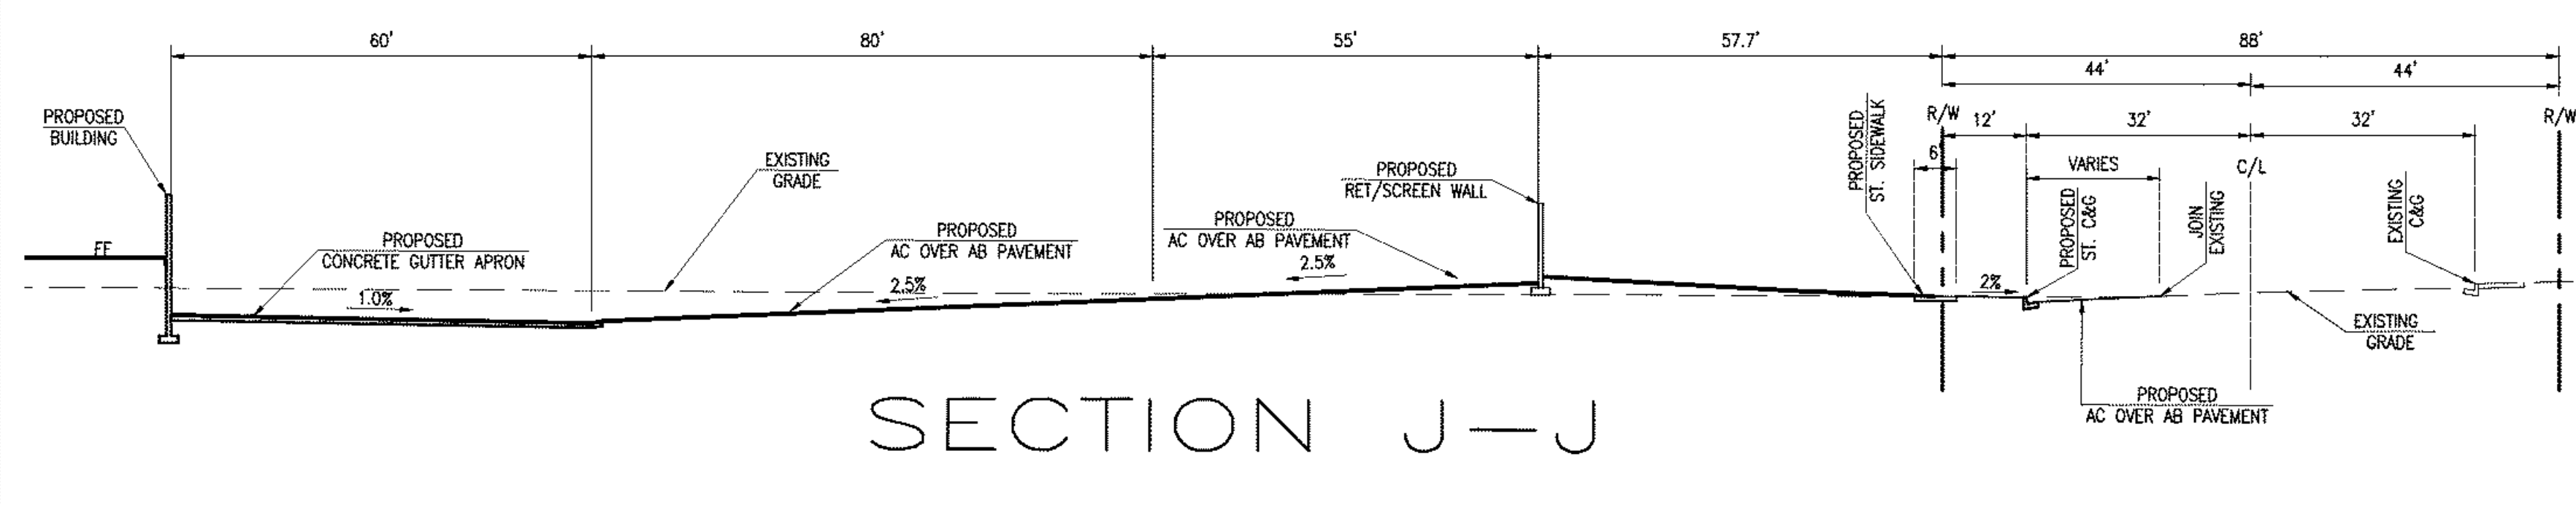 60'
80'
55'
57.7'
88'
44'
44'
R/W
12'
32'
32'
R/W
6'
VARIES
C/L
PROPOSED
BUILDING
EXISTING
GRADE
PROPOSED
RET/SCREEN WALL
PROPOSED
ST. SIDEWALK
PROPOSED
ST. C&G
JOIN
EXISTING
EXISTING
C&G
FF
PROPOSED
CONCRETE GUTTER APRON
PROPOSED
AC OVER AB PAVEMENT
PROPOSED
AC OVER AB PAVEMENT
1.0%
2.5%
2.5%
2%
EXISTING
GRADE
PROPOSED
AC OVER AB PAVEMENT
SECTION J-J